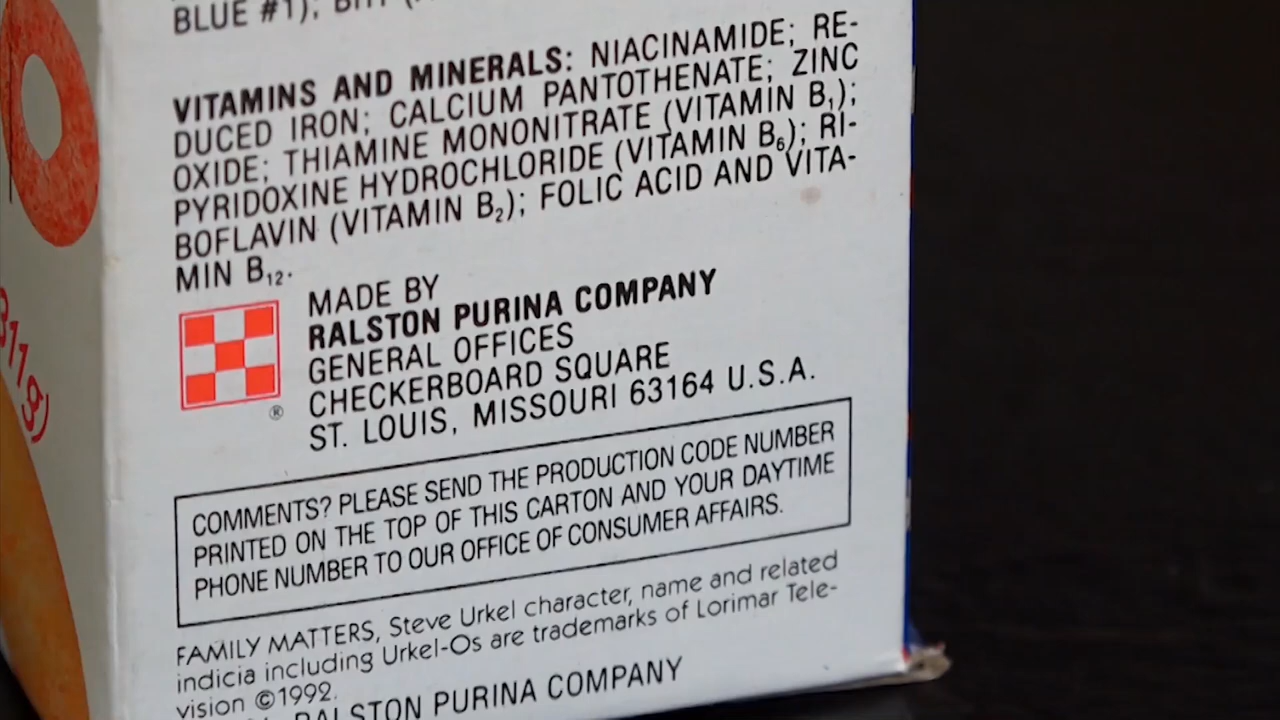 BLUE #1); BHT
VITAMINS AND MINERALS: NIACINAMIDE; RE-
DUCED IRON; CALCIUM PANTOTHENATE; ZINC
OXIDE; THIAMINE MONONITRATE (VITAMIN B₁);
PYRIDOXINE HYDROCHLORIDE (VITAMIN B₆); RI-
BOFLAVIN (VITAMIN B₂); FOLIC ACID AND VITA-
MIN B₁₂.
MADE BY
RALSTON PURINA COMPANY
GENERAL OFFICES
CHECKERBOARD SQUARE
ST. LOUIS, MISSOURI 63164 U.S.A.
®
COMMENTS? PLEASE SEND THE PRODUCTION CODE NUMBER
PRINTED ON THE TOP OF THIS CARTON AND YOUR DAYTIME
PHONE NUMBER TO OUR OFFICE OF CONSUMER AFFAIRS.
FAMILY MATTERS, Steve Urkel character, name and related
indicia including Urkel-Os are trademarks of Lorimar Tele-
vision ©1992.
RALSTON PURINA COMPANY
311g)